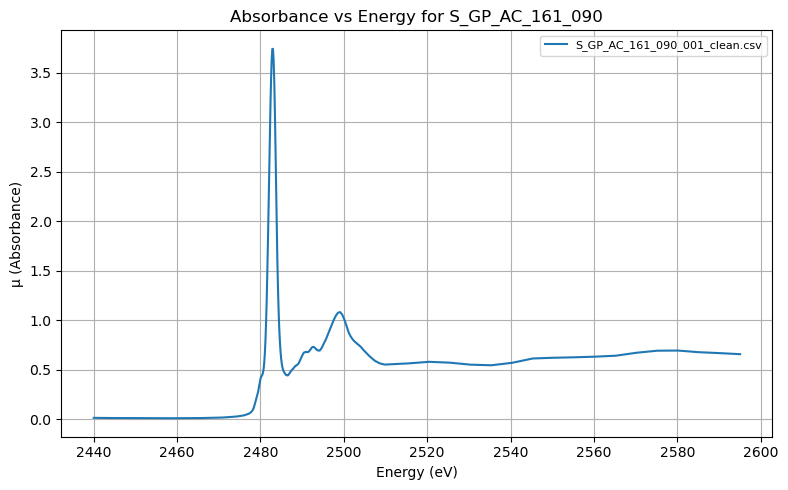 Absorbance vs Energy for S_GP_AC_161_090
S_GP_AC_161_090_001_clean.csv
3.5
3.0
2.5
2.0
1.5
1.0
0.5
0.0
μ (Absorbance)
2440 2460 2480 2500 2520 2540 2560 2580 2600
Energy (eV)